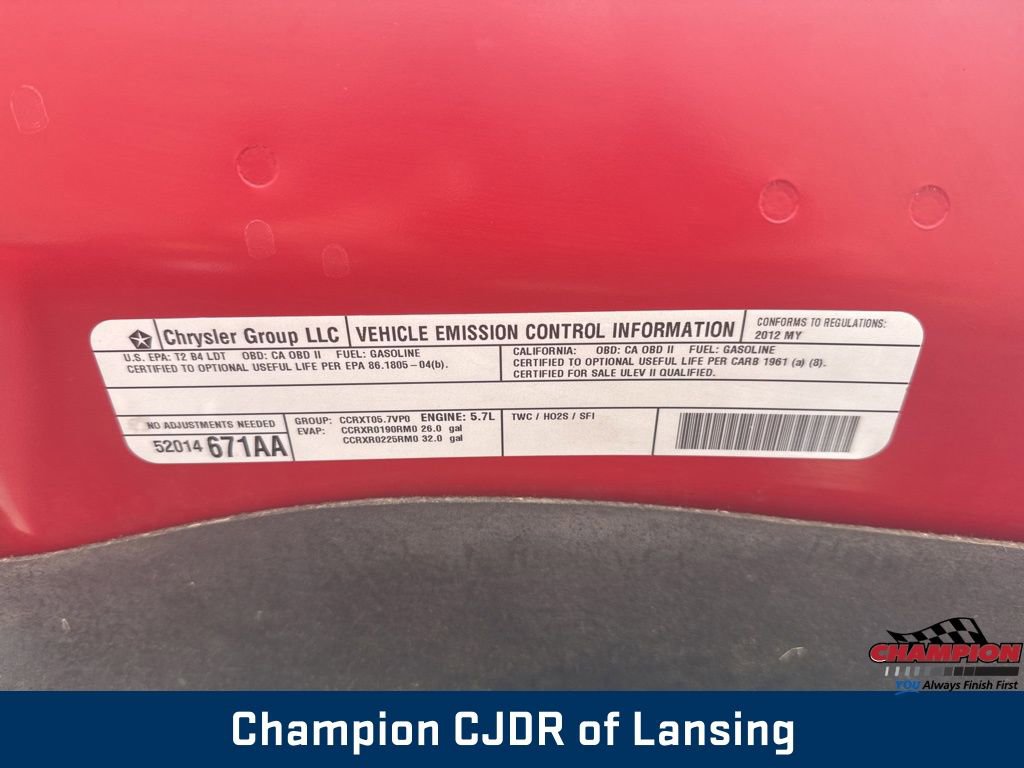 Chrysler Group LLC
VEHICLE EMISSION CONTROL INFORMATION
CONFORMS TO REGULATIONS:
2012 MY
U.S. EPA: T2 B4 LDT OBD: CA OBD II FUEL: GASOLINE
CERTIFIED TO OPTIONAL USEFUL LIFE PER EPA 86.1805-04(b).
CALIFORNIA: OBD: CA OBD II FUEL: GASOLINE
CERTIFIED TO OPTIONAL USEFUL LIFE PER CARB 1961 (a) (8).
CERTIFIED FOR SALE ULEV II QUALIFIED.
NO ADJUSTMENTS NEEDED
52014 671AA
GROUP: CCRXT05.7VP0 ENGINE: 5.7L
EVAP: CCRXR0190RM0 26.0 gal
CCRXR0225RM0 32.0 gal
TWC / HO2S / SFI
CHAMPION
YOU Always Finish First
Champion CJDR of Lansing